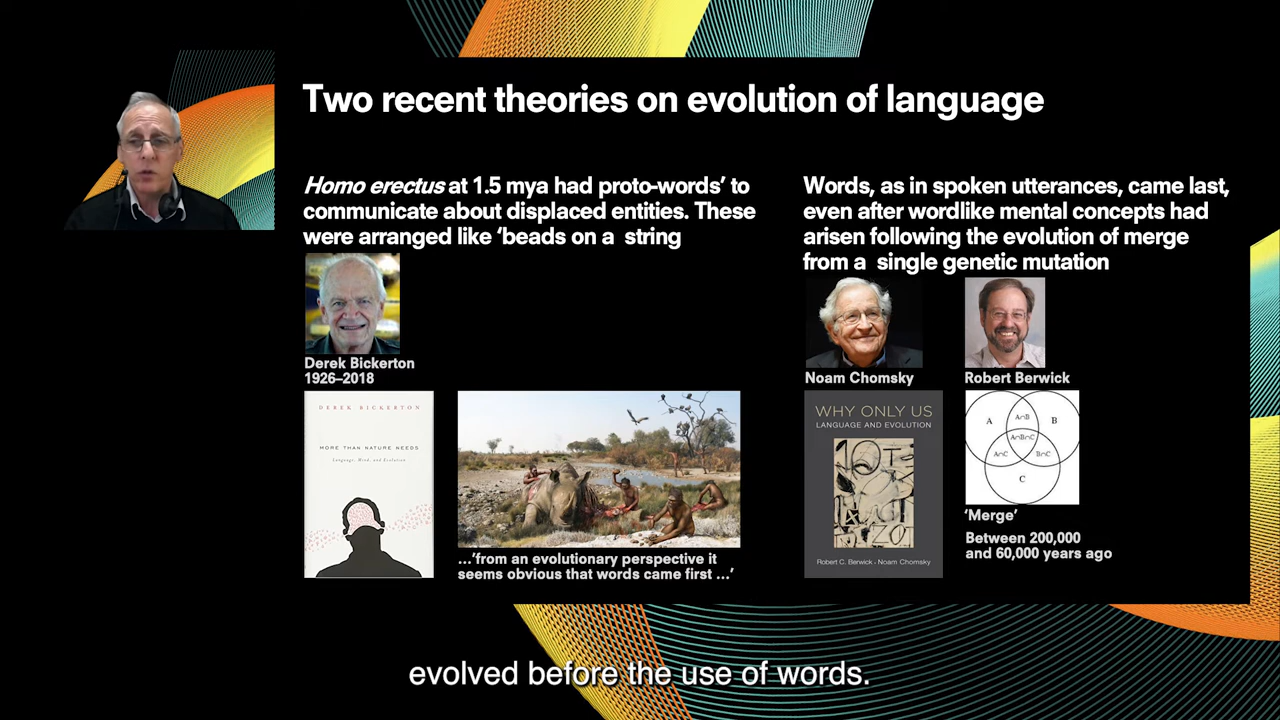 Two recent theories on evolution of language
Homo erectus at 1.5 mya had proto-words’ to
communicate about displaced entities. These
were arranged like ‘beads on a string
Derek Bickerton
1926–2018
DEREK BICKERTON
MORE THAN NATURE NEEDS
Language, Mind, and Evolution
...‘from an evolutionary perspective it
seems obvious that words came first ...’
Words, as in spoken utterances, came last,
even after wordlike mental concepts had
arisen following the evolution of merge
from a single genetic mutation
Noam Chomsky
Robert Berwick
WHY ONLY US
LANGUAGE AND EVOLUTION
Robert C. Berwick · Noam Chomsky
A
A∩B
B
A∩B∩C
A∩C
B∩C
C
‘Merge’
Between 200,000
and 60,000 years ago
evolved before the use of words.